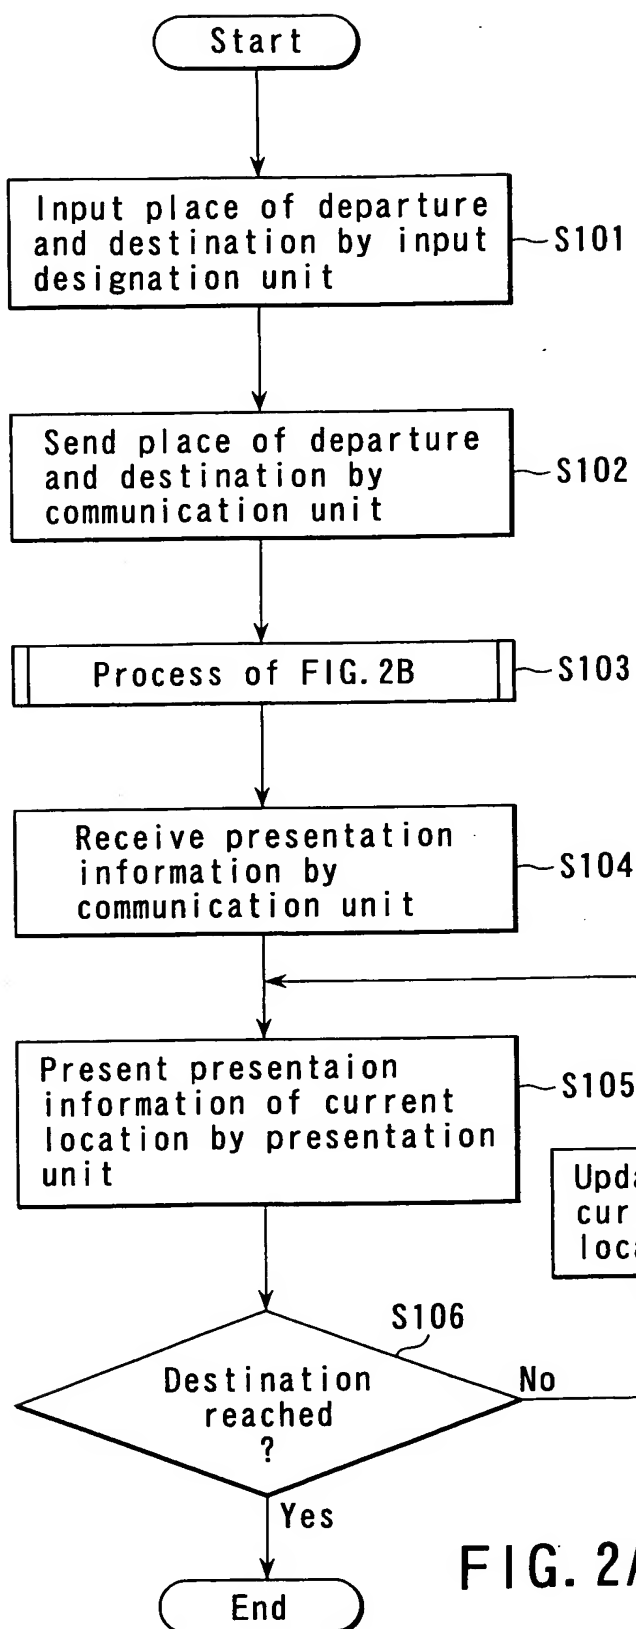 Start
Input place of departure
and destination by input
designation unit
S101
Send place of departure
and destination by
communication unit
S102
Process of FIG. 2B
S103
Receive presentation
information by
communication unit
S104
Present presentaion
information of current
location by presentation
unit
S105
S106
Destination
reached
?
No
Yes
End
FIG. 2A